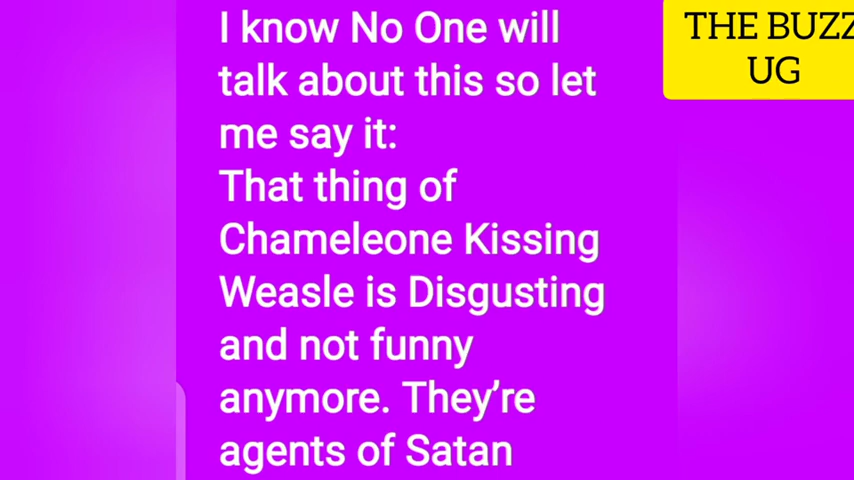 I know No One will
talk about this so let
me say it:
That thing of
Chameleone Kissing
Weasle is Disgusting
and not funny
anymore. They're
agents of Satan
THE BUZZ
UG